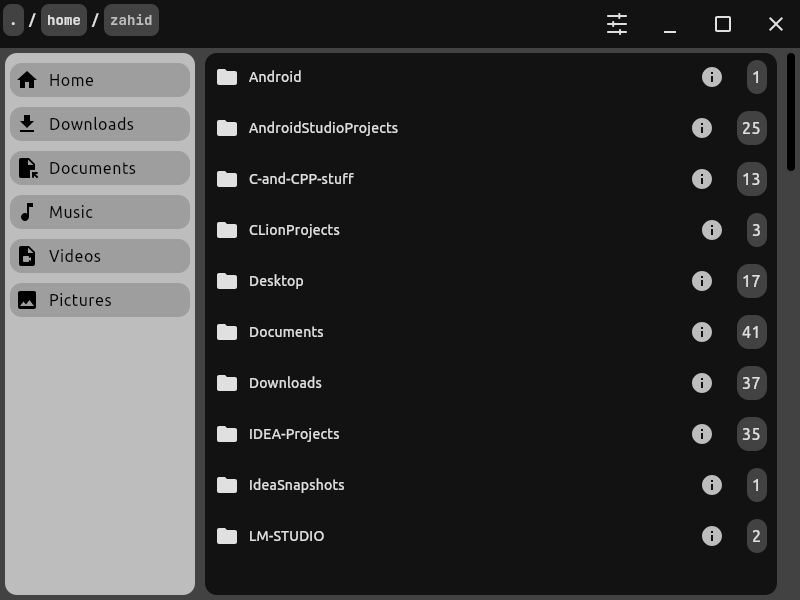 . / home / zahid
Home
Downloads
Documents
Music
Videos
Pictures
Android 1
AndroidStudioProjects 25
C-and-CPP-stuff 13
CLionProjects 3
Desktop 17
Documents 41
Downloads 37
IDEA-Projects 35
IdeaSnapshots 1
LM-STUDIO 2